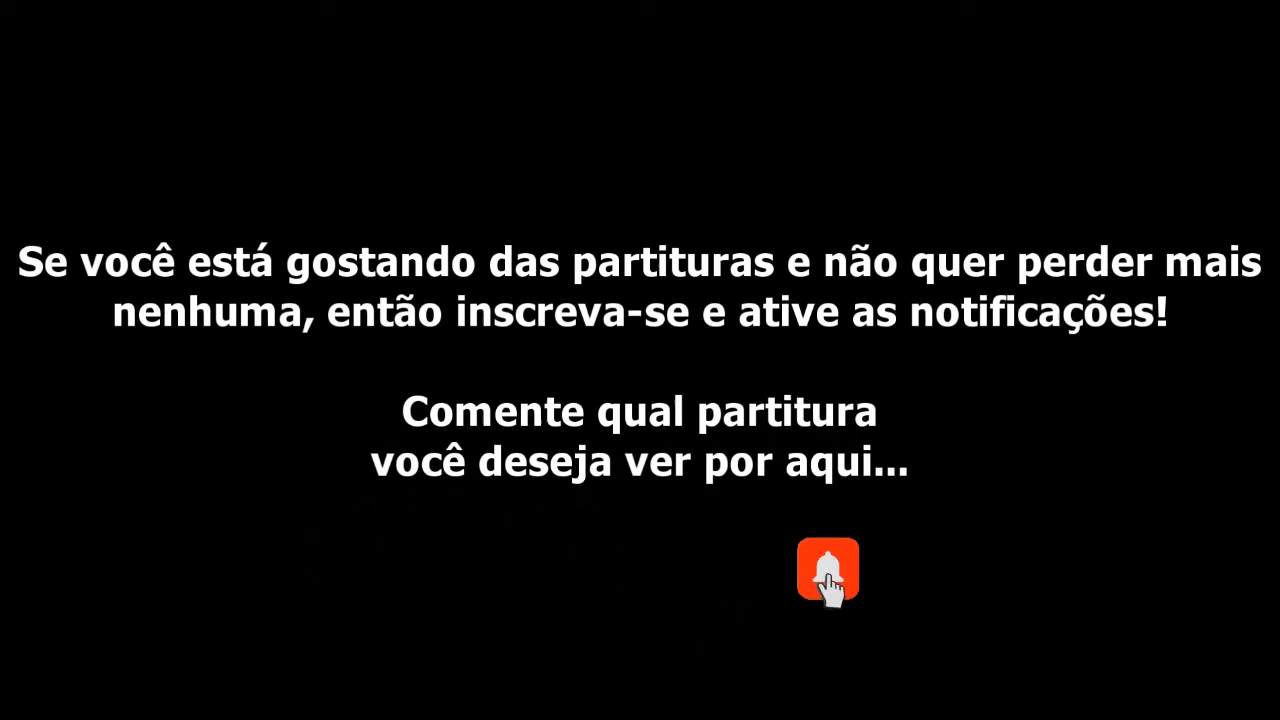 Se você está gostando das partituras e não quer perder mais
nenhuma, então inscreva-se e ative as notificações!
Comente qual partitura
você deseja ver por aqui...